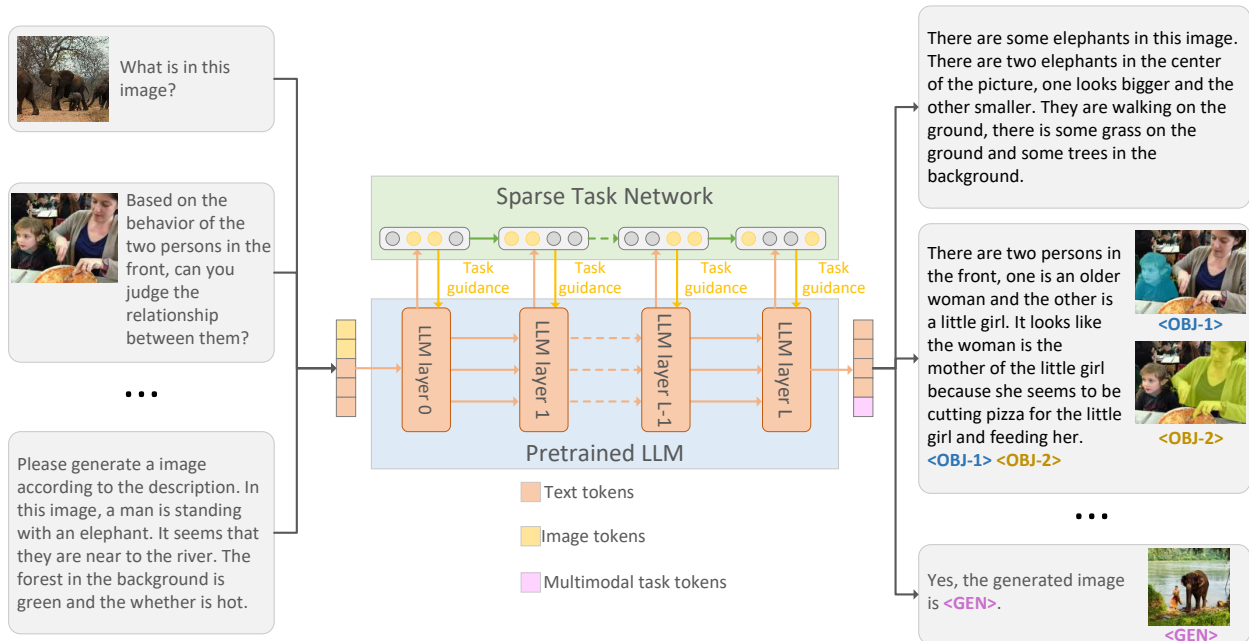 What is in this
image?
Based on the
behavior of the
two persons in the
front, can you
judge the
relationship
between them?
...
Please generate a image
according to the description. In
this image, a man is standing
with an elephant. It seems that
they are near to the river. The
forest in the background is
green and the whether is hot.
Sparse Task Network
Task
guidance
Task
guidance
Task
guidance
Task
guidance
LLM layer 0
LLM layer 1
LLM layer L-1
LLM layer L
Pretrained LLM
Text tokens
Image tokens
Multimodal task tokens
There are some elephants in this image.
There are two elephants in the center
of the picture, one looks bigger and the
other smaller. They are walking on the
ground, there is some grass on the
ground and some trees in the
background.
There are two persons
in the front, one is an older
woman and the other is
a little girl. It looks like
the woman is the
mother of the little girl
because she seems to be
cutting pizza for the little
girl and feeding her.
<OBJ-1> <OBJ-2>
<OBJ-1>
<OBJ-2>
...
Yes, the generated image
is <GEN>.
<GEN>